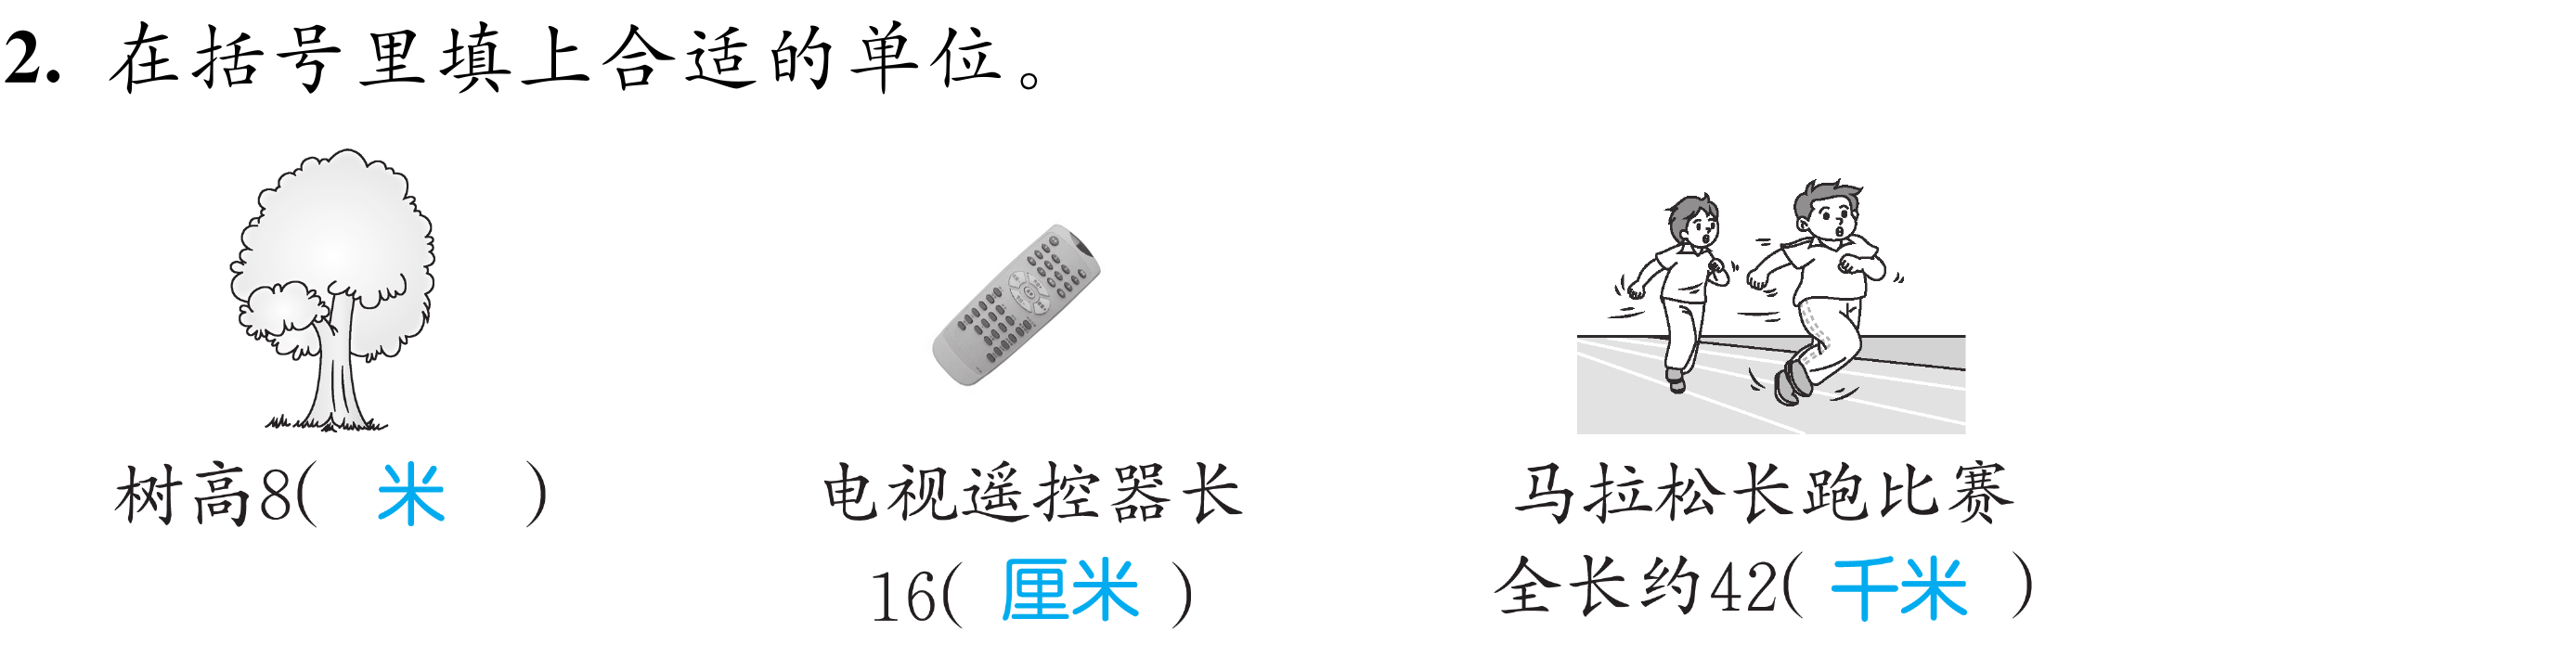 2. 在括号里填上合适的单位。
树高8( 米 )
电视遥控器长
16( 厘米 )
马拉松长跑比赛
全长约42( 千米 )